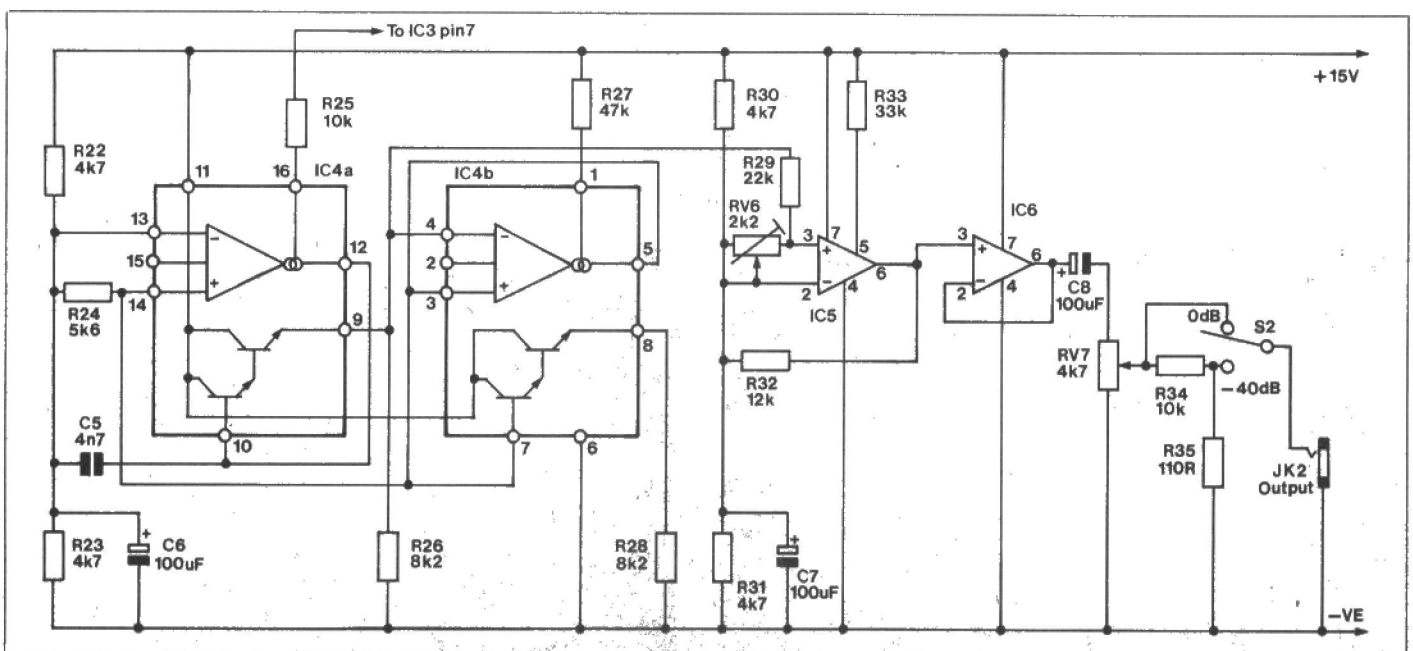 To IC3 pin7
+15V
R25
10k
R27
47k
R30
4k7
R33
33k
R22
4k7
11
16
IC4a
IC4b
1
R29
22k
RV6
2k2
IC6
13
12
4
5
3
7
5
3
7
15
-
+
2
-
+
+
-
6
+
-
6
14
3
2
4
IC5
2
4
+
C8
100uF
R24
5k6
9
8
0dB
S2
RV7
4k7
R34
10k
-40dB
R32
12k
C5
4n7
10
7
6
R35
110R
JK2
Output
R23
4k7
+
C6
100uF
R26
8k2
R28
8k2
R31
4k7
+
C7
100uF
-VE